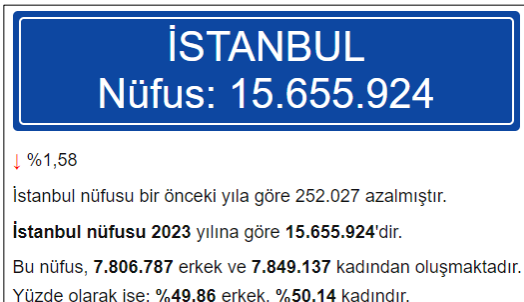 İSTANBUL
Nüfus: 15.655.924
↓ %1,58
İstanbul nüfusu bir önceki yıla göre 252.027 azalmıştır.
İstanbul nüfusu 2023 yılına göre 15.655.924'dir.
Bu nüfus, 7.806.787 erkek ve 7.849.137 kadından oluşmaktadır.
Yüzde olarak ise: %49,86 erkek, %50,14 kadındır.